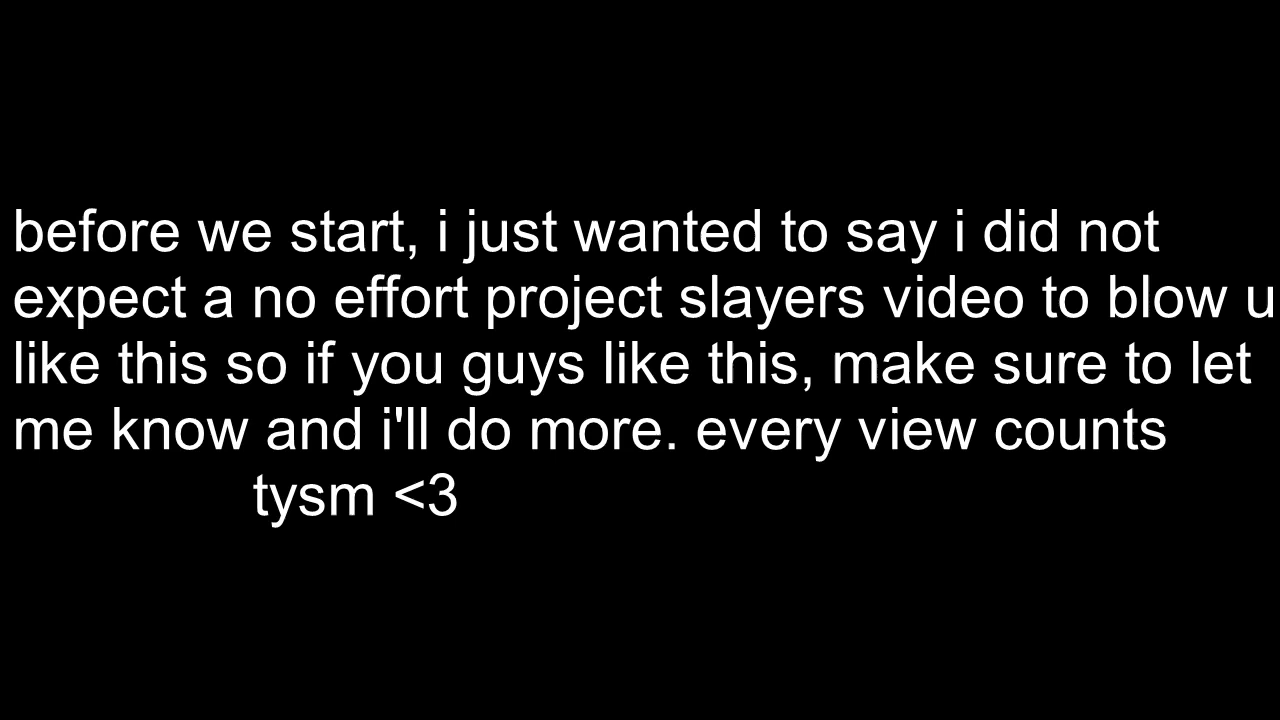 before we start, i just wanted to say i did not
expect a no effort project slayers video to blow u
like this so if you guys like this, make sure to let
me know and i'll do more. every view counts
tysm <3